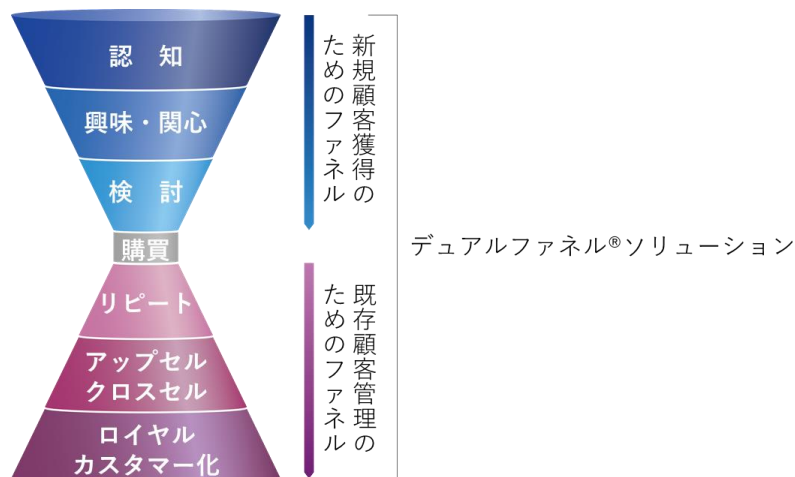 認　知
興味・関心
検　討
購買
リピート
アップセル
クロスセル
ロイヤル
カスタマー化
新規顧客獲得の
ためのファネル
既存顧客管理の
ためのファネル
デュアルファネル®ソリューション